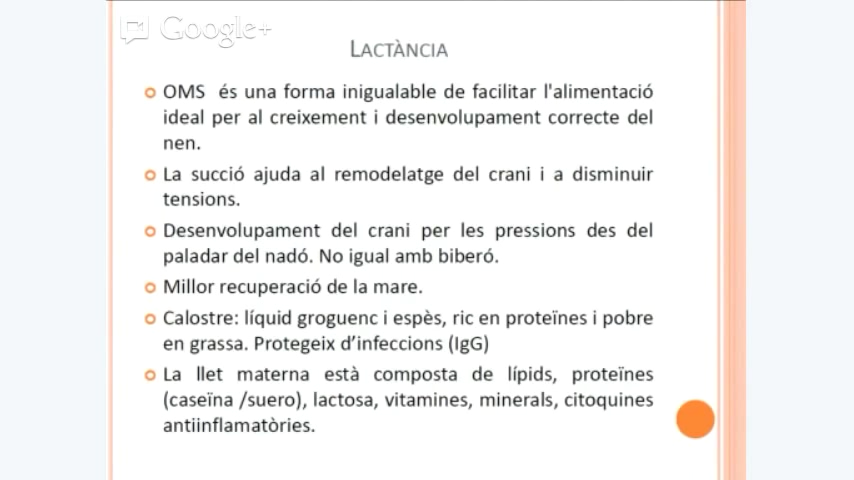 Google+
LACTÀNCIA
OMS és una forma inigualable de facilitar l'alimentació
ideal per al creixement i desenvolupament correcte del
nen.
La succió ajuda al remodelatge del crani i a disminuir
tensions.
Desenvolupament del crani per les pressions des del
paladar del nadó. No igual amb biberó.
Millor recuperació de la mare.
Calostre: líquid groguenc i espès, ric en proteïnes i pobre
en grassa. Protegeix d'infeccions (IgG)
La llet materna està composta de lípids, proteïnes
(caseïna /suero), lactosa, vitamines, minerals, citoquines
antiinflamatòries.